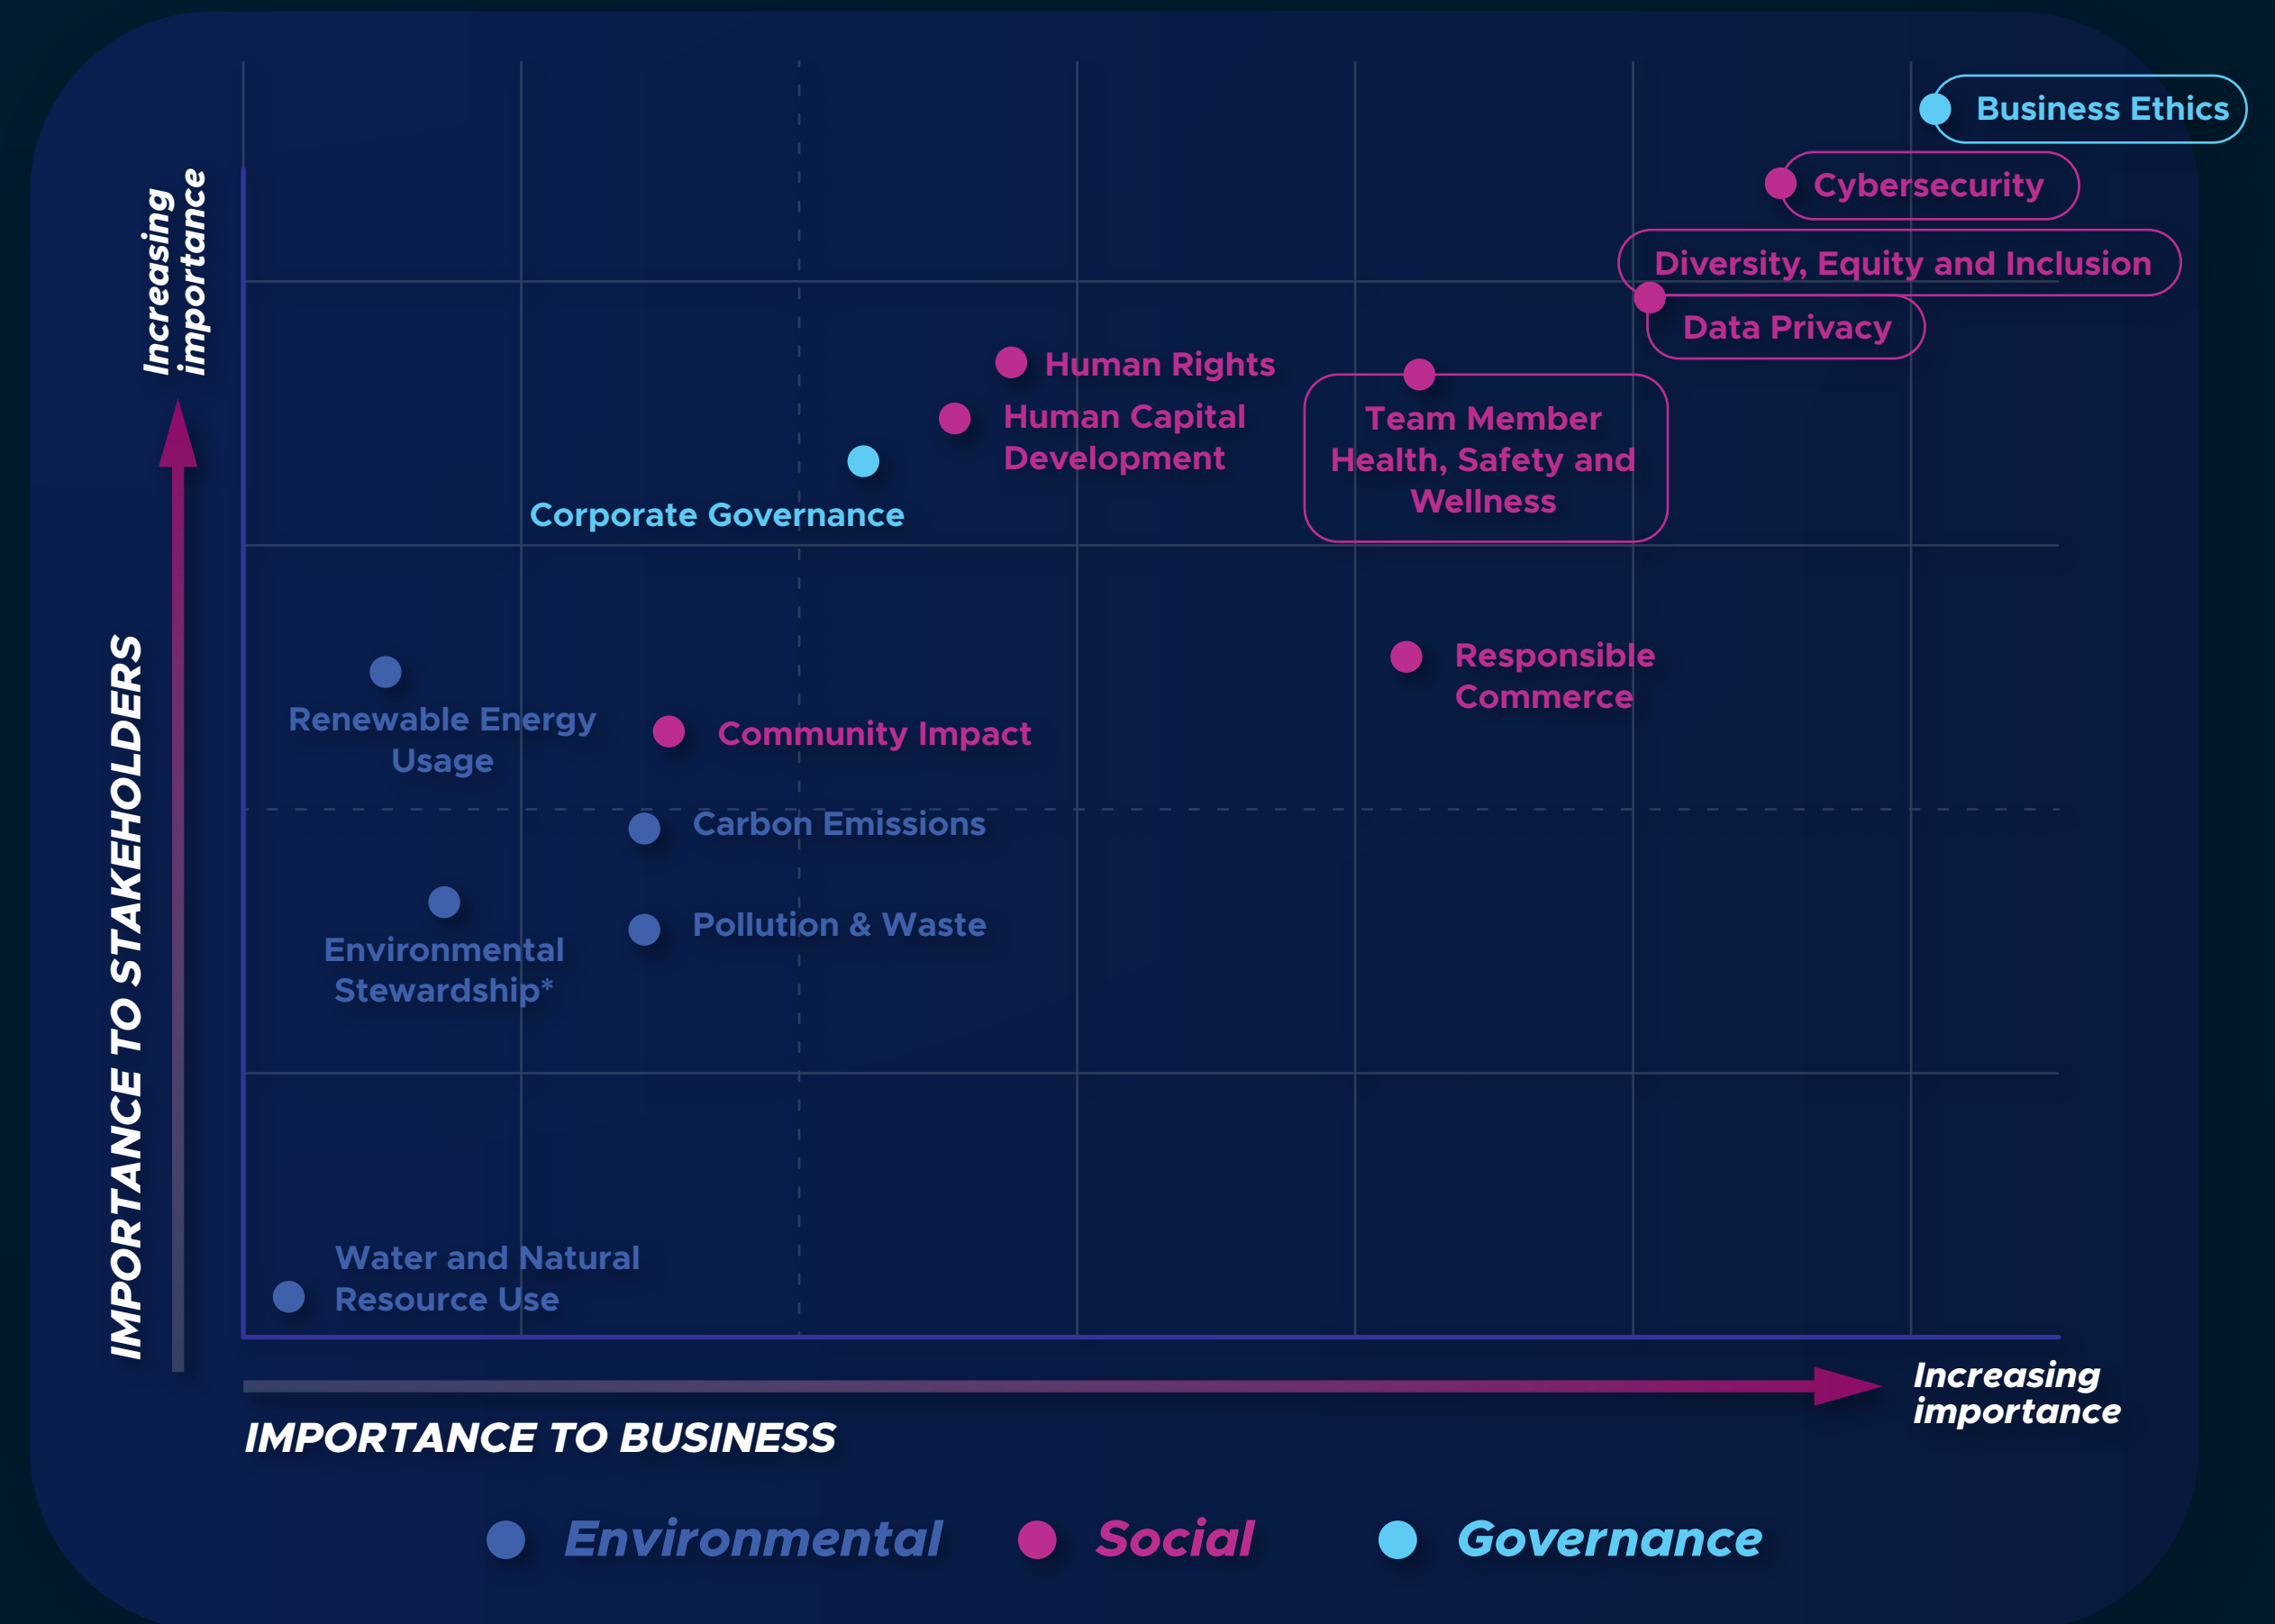 Increasing
importance
IMPORTANCE TO STAKEHOLDERS
Business Ethics
Cybersecurity
Diversity, Equity and Inclusion
Data Privacy
Human Rights
Human Capital
Development
Team Member
Health, Safety and
Wellness
Corporate Governance
Responsible
Commerce
Renewable Energy
Usage
Community Impact
Carbon Emissions
Pollution & Waste
Environmental
Stewardship*
Water and Natural
Resource Use
Increasing
importance
IMPORTANCE TO BUSINESS
Environmental
Social
Governance